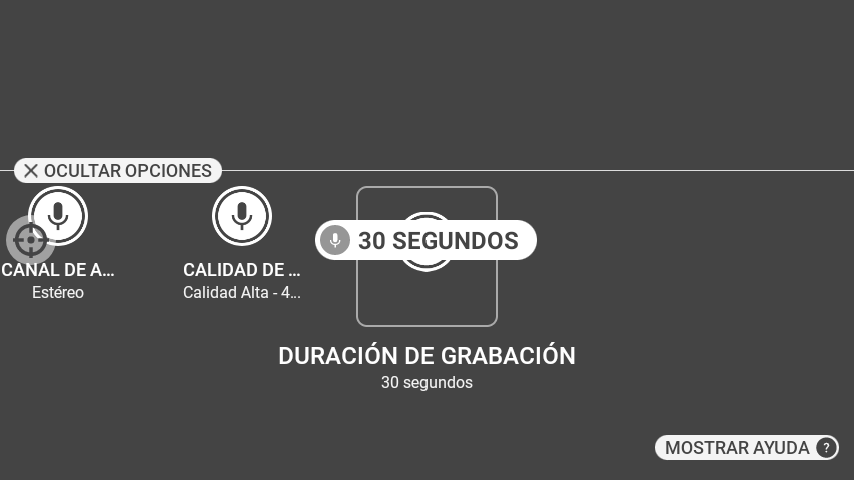 OCULTAR OPCIONES
30 SEGUNDOS
CANAL DE A...
CALIDAD DE ...
Estéreo
Calidad Alta - 4...
DURACIÓN DE GRABACIÓN
30 segundos
MOSTRAR AYUDA ?